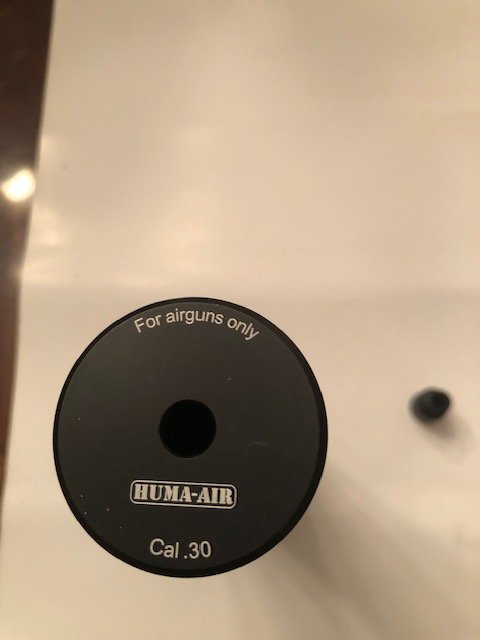 For airguns only
HUMA-AIR
Cal .30